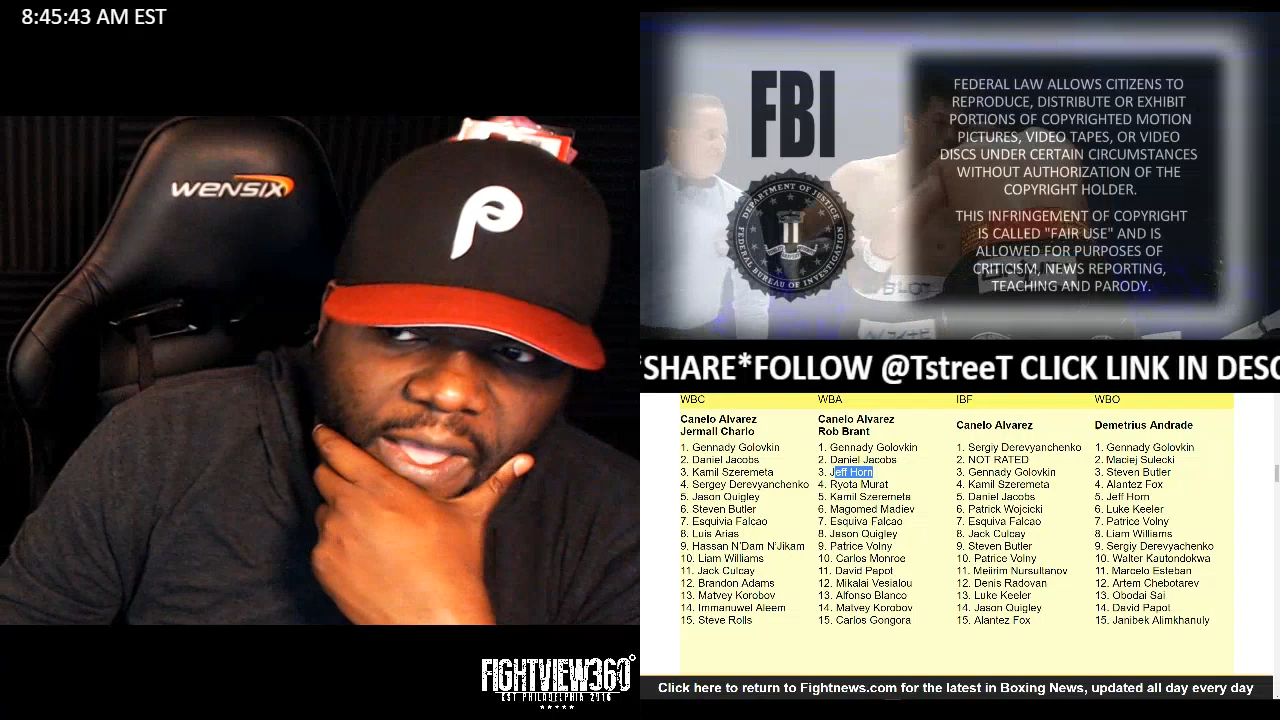 8:45:43 AM EST
WENSIX
P
FIGHTVIEW360°
EST PHILADELPHIA 2016
FBI
DEPARTMENT OF JUSTICE
FEDERAL BUREAU OF INVESTIGATION
FEDERAL LAW ALLOWS CITIZENS TO
REPRODUCE, DISTRIBUTE OR EXHIBIT
PORTIONS OF COPYRIGHTED MOTION
PICTURES, VIDEO TAPES, OR VIDEO
DISCS UNDER CERTAIN CIRCUMSTANCES
WITHOUT AUTHORIZATION OF THE
COPYRIGHT HOLDER.
THIS INFRINGEMENT OF COPYRIGHT
IS CALLED "FAIR USE" AND IS
ALLOWED FOR PURPOSES OF
CRITICISM, NEWS REPORTING,
TEACHING AND PARODY.
*SHARE*FOLLOW @TstreeT CLICK LINK IN DESC
WBC
Canelo Alvarez
Jermall Charlo
1. Gennady Golovkin
2. Daniel Jacobs
3. Kamil Szeremeta
4. Sergey Derevyanchenko
5. Jason Quigley
6. Steven Butler
7. Esquivia Falcao
8. Luis Arias
9. Hassan N'Dam N'Jikam
10. Liam Williams
11. Jack Culcay
12. Brandon Adams
13. Matvey Korobov
14. Immanuwel Aleem
15. Steve Rolls
WBA
Canelo Alvarez
Rob Brant
1. Gennady Golovkin
2. Daniel Jacobs
3. Jeff Horn
4. Ryota Murat
5. Kamil Szeremeta
6. Magomed Madiev
7. Esquiva Falcao
8. Jason Quigley
9. Patrice Volny
10. Carlos Monroe
11. David Papot
12. Mikalai Vesialou
13. Alfonso Blanco
14. Matvey Korobov
15. Carlos Gongora
IBF
Canelo Alvarez
1. Sergiy Derevyanchenko
2. NOT RATED
3. Gennady Golovkin
4. Kamil Szeremeta
5. Daniel Jacobs
6. Patrick Wojcicki
7. Esquiva Falcao
8. Jack Culcay
9. Steven Butler
10. Patrice Volny
11. Meiirim Nursultanov
12. Denis Radovan
13. Luke Keeler
14. Jason Quigley
15. Alantez Fox
WBO
Demetrius Andrade
1. Gennady Golovkin
2. Maciej Sulecki
3. Steven Butler
4. Alantez Fox
5. Jeff Horn
6. Luke Keeler
7. Patrice Volny
8. Liam Williams
9. Sergiy Derevyanchenko
10. Walter Kautondokwa
11. Marcelo Esteban
12. Artem Chebotarev
13. Obodai Sai
14. David Papot
15. Janibek Alimkhanuly
Click here to return to Fightnews.com for the latest in Boxing News, updated all day every day